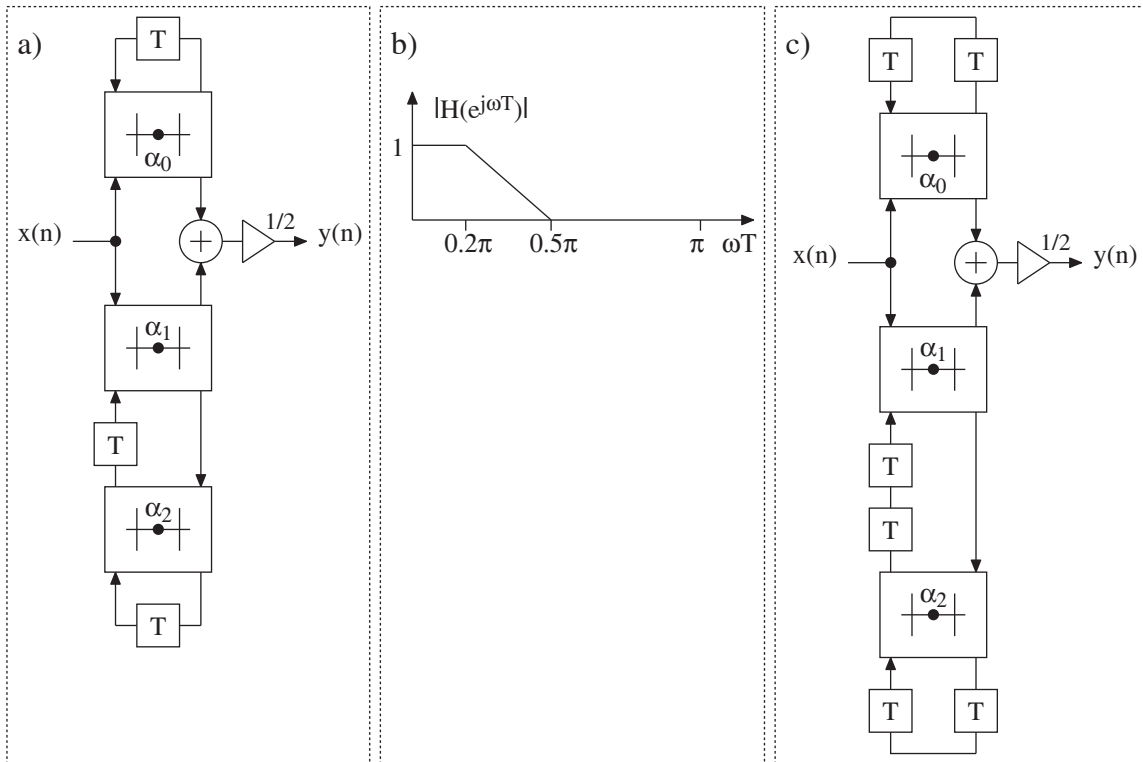 a)
T
α₀
x(n)
1/2
y(n)
+
α₁
T
α₂
T
b)
|H(e^jωT)|
1
0.2π 0.5π π ωT
c)
T T
α₀
x(n)
1/2
y(n)
+
α₁
T
T
α₂
T T